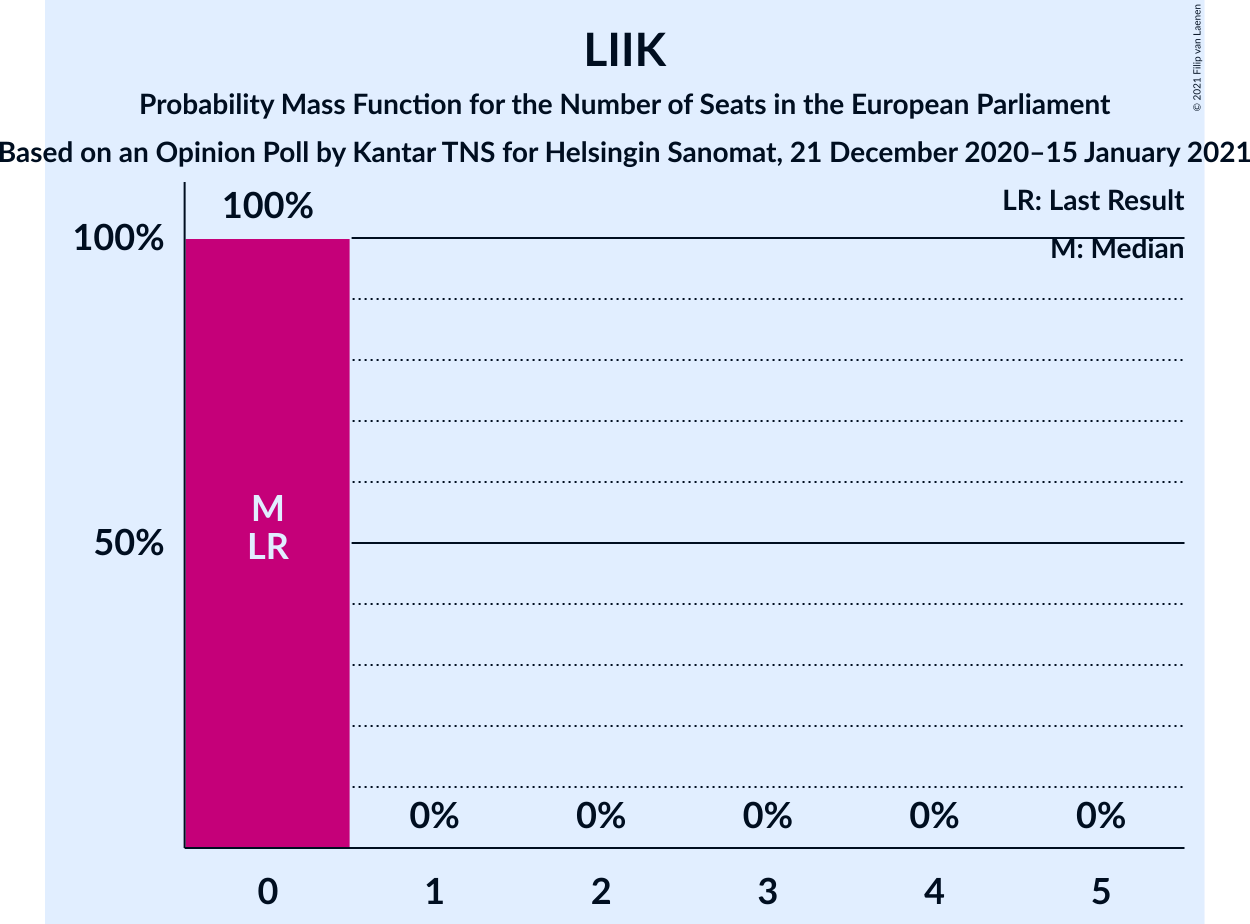 LIIK
Probability Mass Function for the Number of Seats in the European Parliament
Based on an Opinion Poll by Kantar TNS for Helsingin Sanomat, 21 December 2020–15 January 2021
© 2021 Filip van Laenen
LR: Last Result
M: Median
100%
100%
50%
M
LR
0% 0% 0% 0% 0%
0 1 2 3 4 5